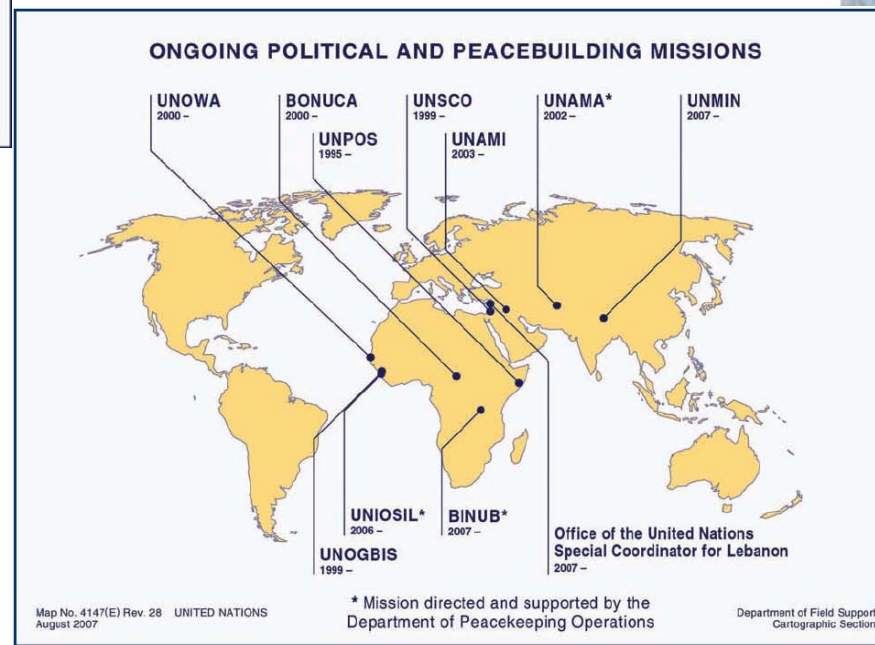 ONGOING POLITICAL AND PEACEBUILDING MISSIONS
UNOWA
2000 –
BONUCA
2000 –
UNPOS
1995 –
UNSCO
1999 –
UNAMI
2003 –
UNAMA*
2002 –
UNMIN
2007 –
UNIOSIL*
2006 –
UNOGBIS
1999 –
BINUB*
2007 –
Office of the United Nations
Special Coordinator for Lebanon
2007 –
Map No. 4147(E) Rev. 28 UNITED NATIONS
August 2007
* Mission directed and supported by the
Department of Peacekeeping Operations
Department of Field Support
Cartographic Section